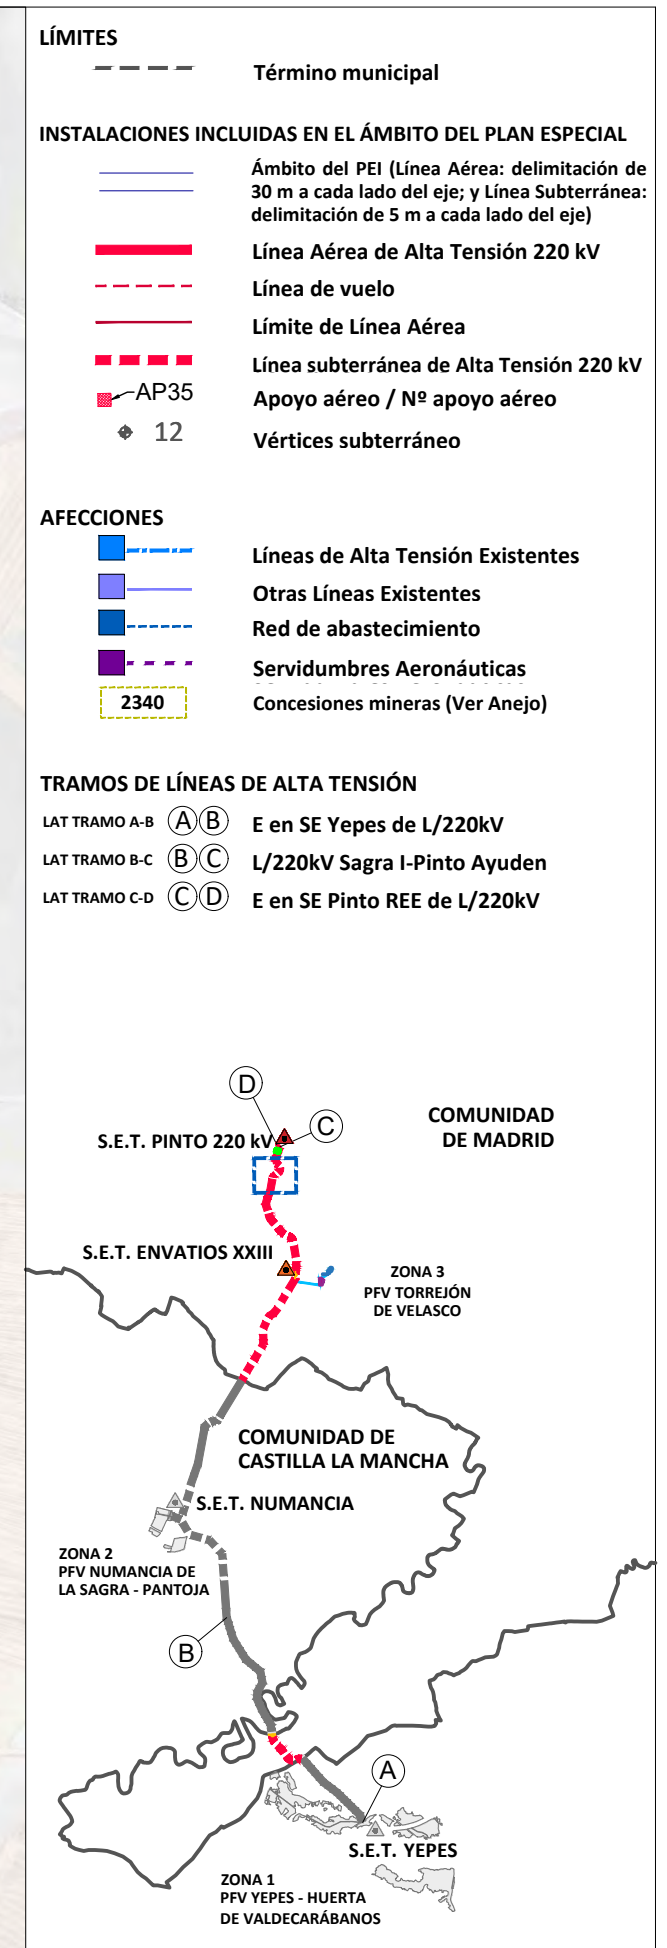 LÍMITES
Término municipal
INSTALACIONES INCLUIDAS EN EL ÁMBITO DEL PLAN ESPECIAL
Ámbito del PEI (Línea Aérea: delimitación de
30 m a cada lado del eje; y Línea Subterránea:
delimitación de 5 m a cada lado del eje)
Línea Aérea de Alta Tensión 220 kV
Línea de vuelo
Límite de Línea Aérea
Línea subterránea de Alta Tensión 220 kV
AP35 Apoyo aéreo / Nº apoyo aéreo
12 Vértices subterráneo
AFECCIONES
Líneas de Alta Tensión Existentes
Otras Líneas Existentes
Red de abastecimiento
Servidumbres Aeronáuticas
2340 Concesiones mineras (Ver Anejo)
TRAMOS DE LÍNEAS DE ALTA TENSIÓN
LAT TRAMO A-B A B E en SE Yepes de L/220kV
LAT TRAMO B-C B C L/220kV Sagra I-Pinto Ayuden
LAT TRAMO C-D C D E en SE Pinto REE de L/220kV
D
C
COMUNIDAD
DE MADRID
S.E.T. PINTO 220 kV
S.E.T. ENVATIOS XXIII
ZONA 3
PFV TORREJÓN
DE VELASCO
COMUNIDAD DE
CASTILLA LA MANCHA
S.E.T. NUMANCIA
ZONA 2
PFV NUMANCIA DE
LA SAGRA - PANTOJA
B
A
S.E.T. YEPES
ZONA 1
PFV YEPES - HUERTA
DE VALDECARÁBANOS